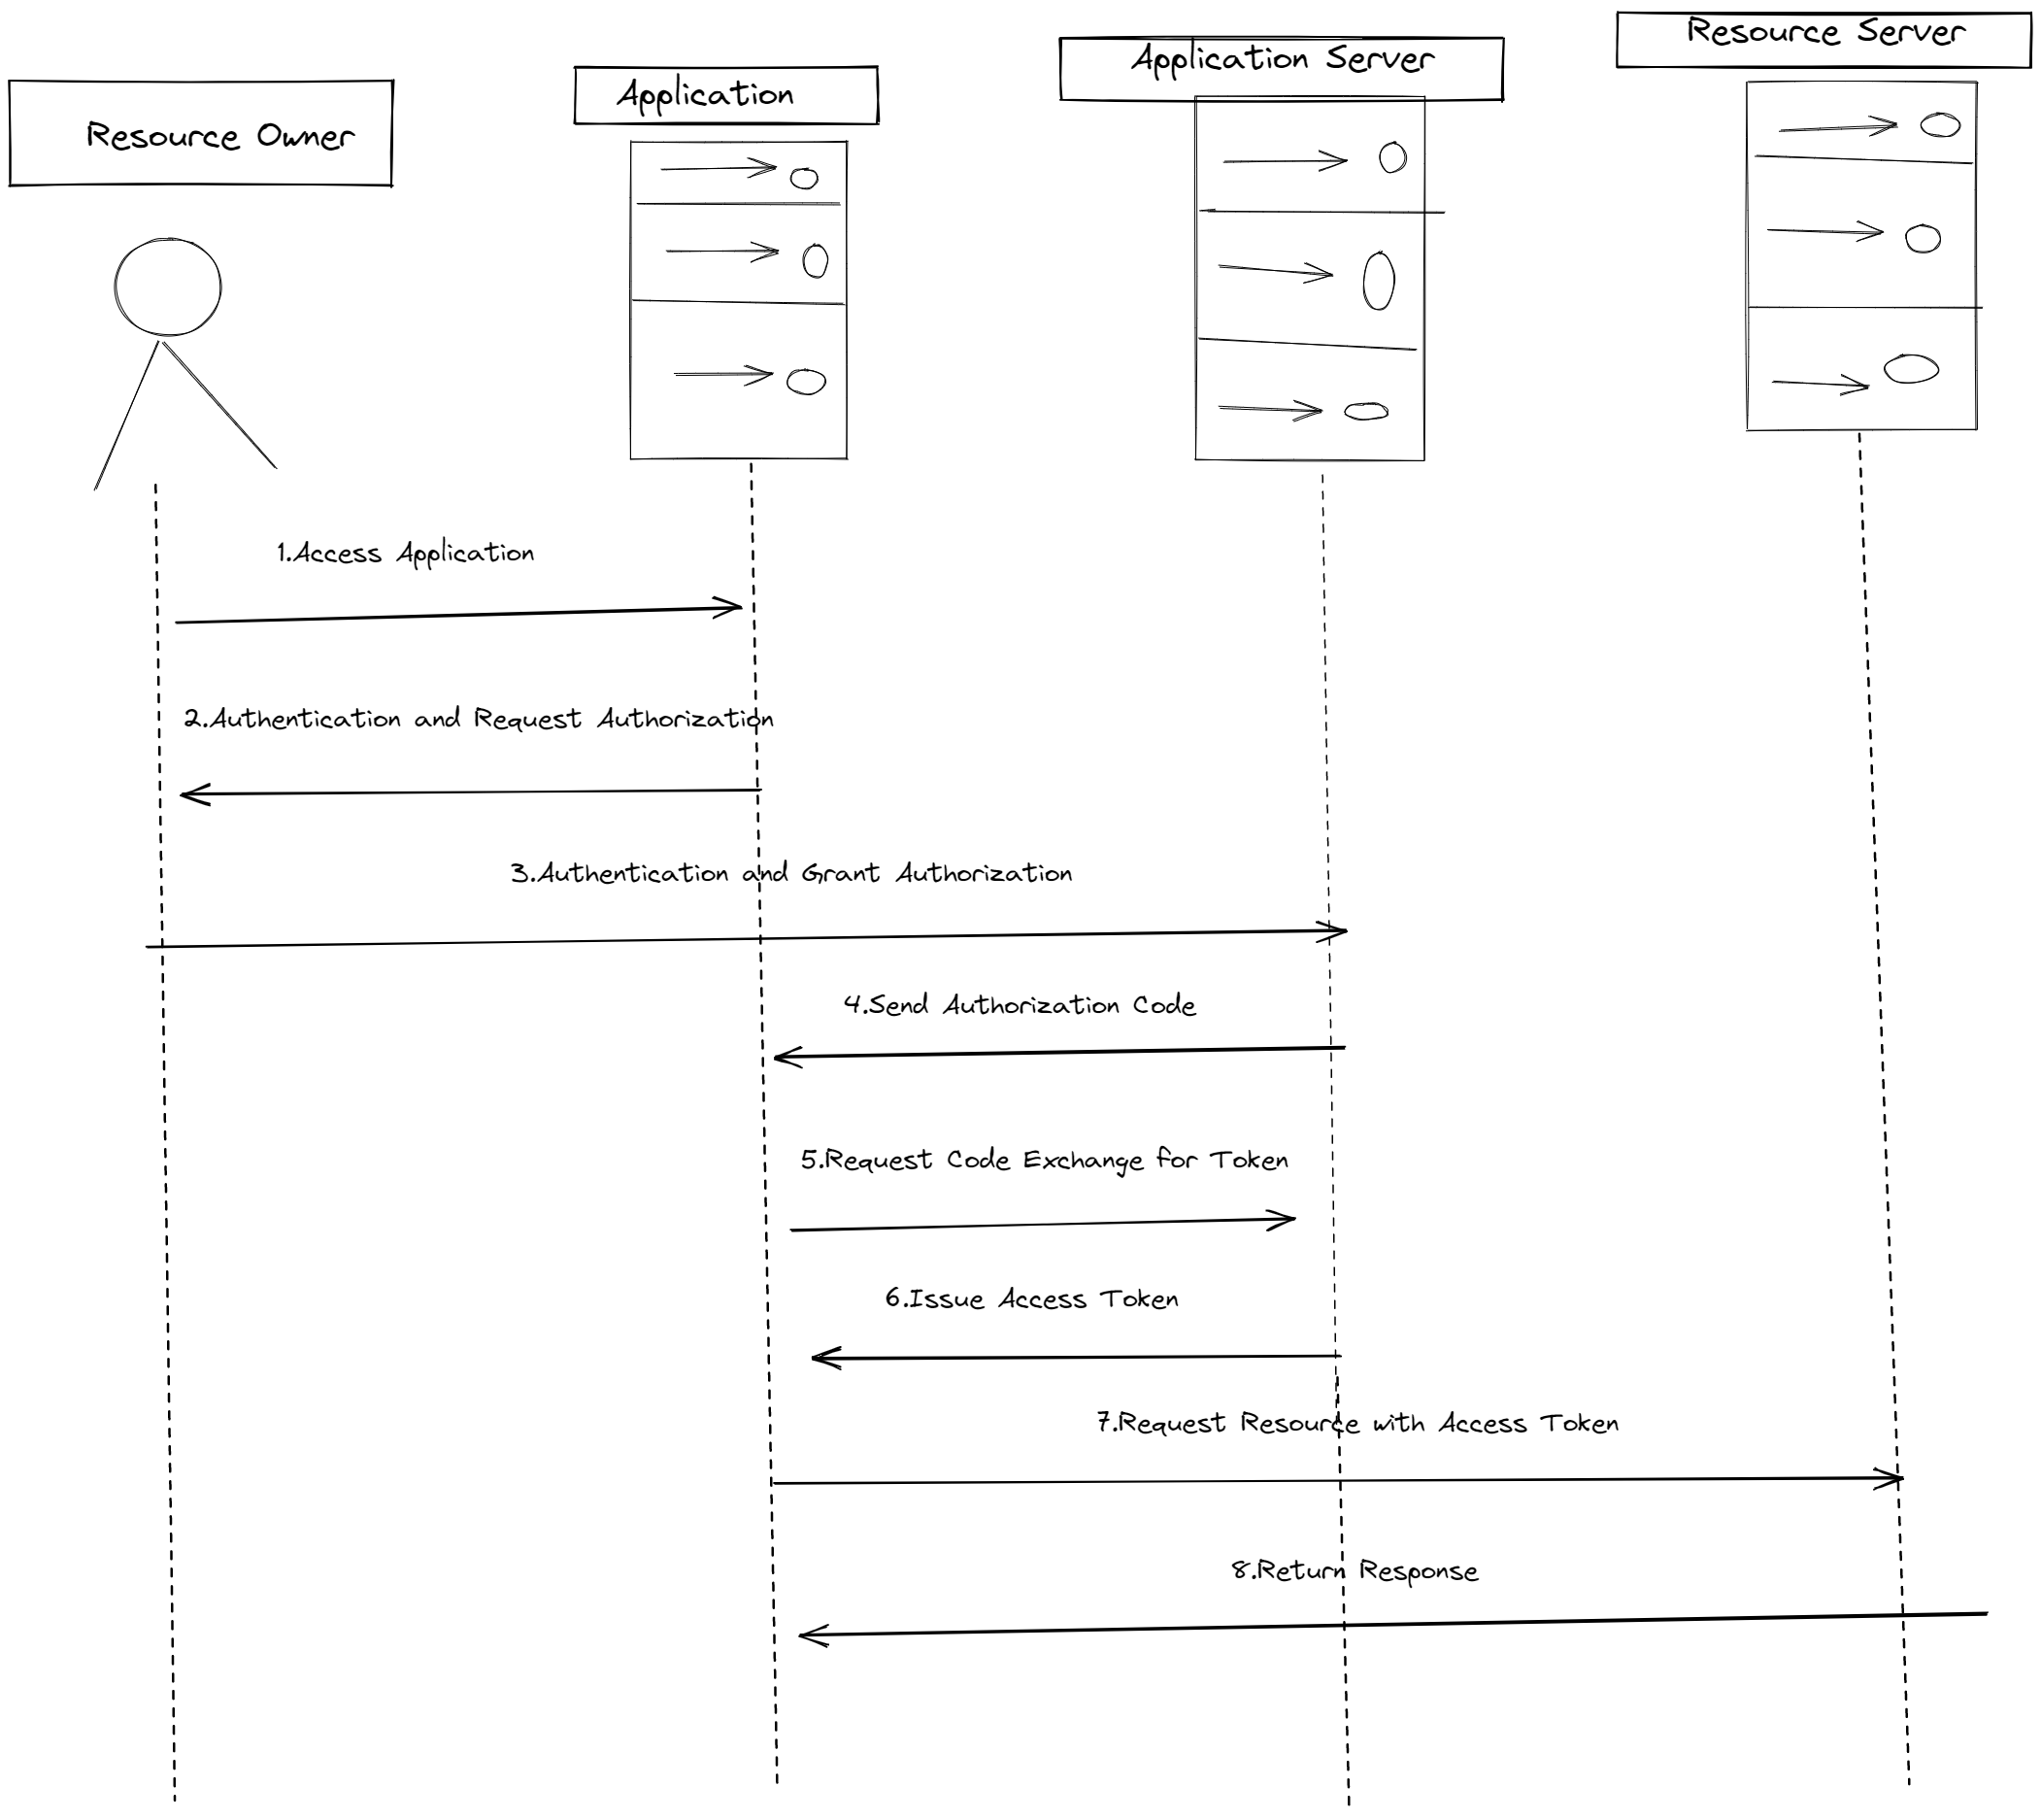 Resource Owner
Application
Application Server
Resource Server
1.Access Application
2.Authentication and Request Authorization
3.Authentication and Grant Authorization
4.Send Authorization Code
5.Request Code Exchange for Token
6.Issue Access Token
7.Request Resource with Access Token
8.Return Response